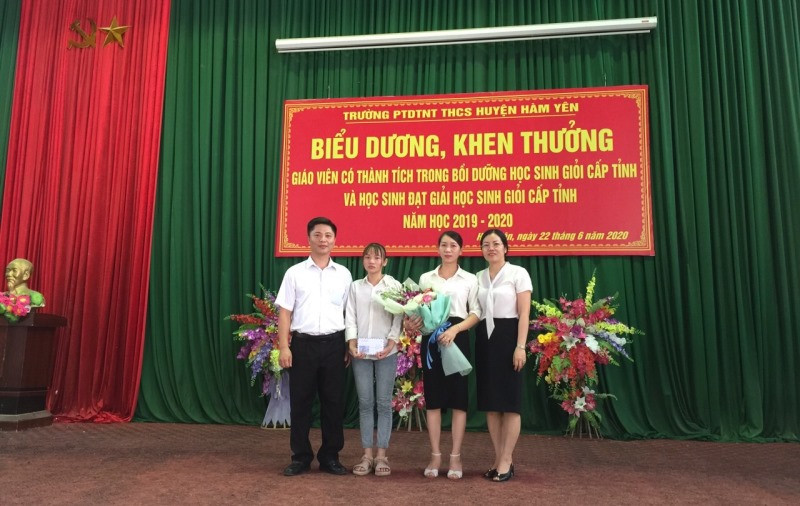 TRƯỜNG PTDTNT THCS HUYỆN HÀM YÊN
BIỂU DƯƠNG, KHEN THƯỞNG
GIÁO VIÊN CÓ THÀNH TÍCH TRONG BỒI DƯỠNG HỌC SINH GIỎI CẤP TỈNH
VÀ HỌC SINH ĐẠT GIẢI HỌC SINH GIỎI CẤP TỈNH
NĂM HỌC 2019 - 2020
ngày 22 tháng 6 năm 2020